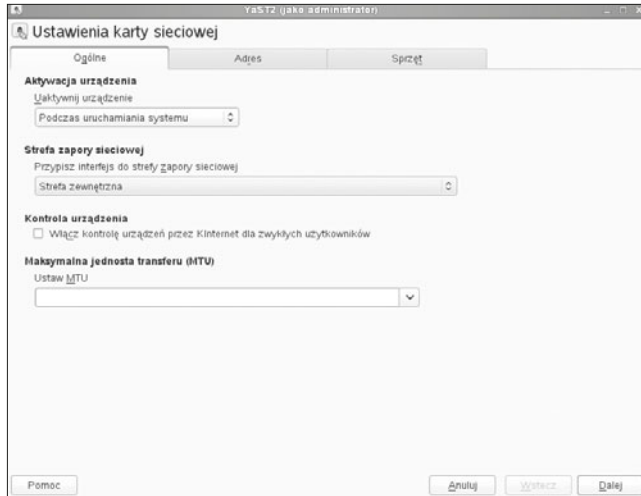 YaST2 (jako administrator)
Ustawienia karty sieciowej
Ogólne
Adres
Sprzęt
Aktywacja urządzenia
Uaktywnij urządzenie
Podczas uruchamiania systemu
Strefa zapory sieciowej
Przypisz interfejs do strefy zapory sieciowej
Strefa zewnętrzna
Kontrola urządzenia
Włącz kontrolę urządzeń przez KInternet dla zwykłych użytkowników
Maksymalna jednosta transferu (MTU)
Ustaw MTU
Pomoc
Anuluj
Wstecz
Dalej